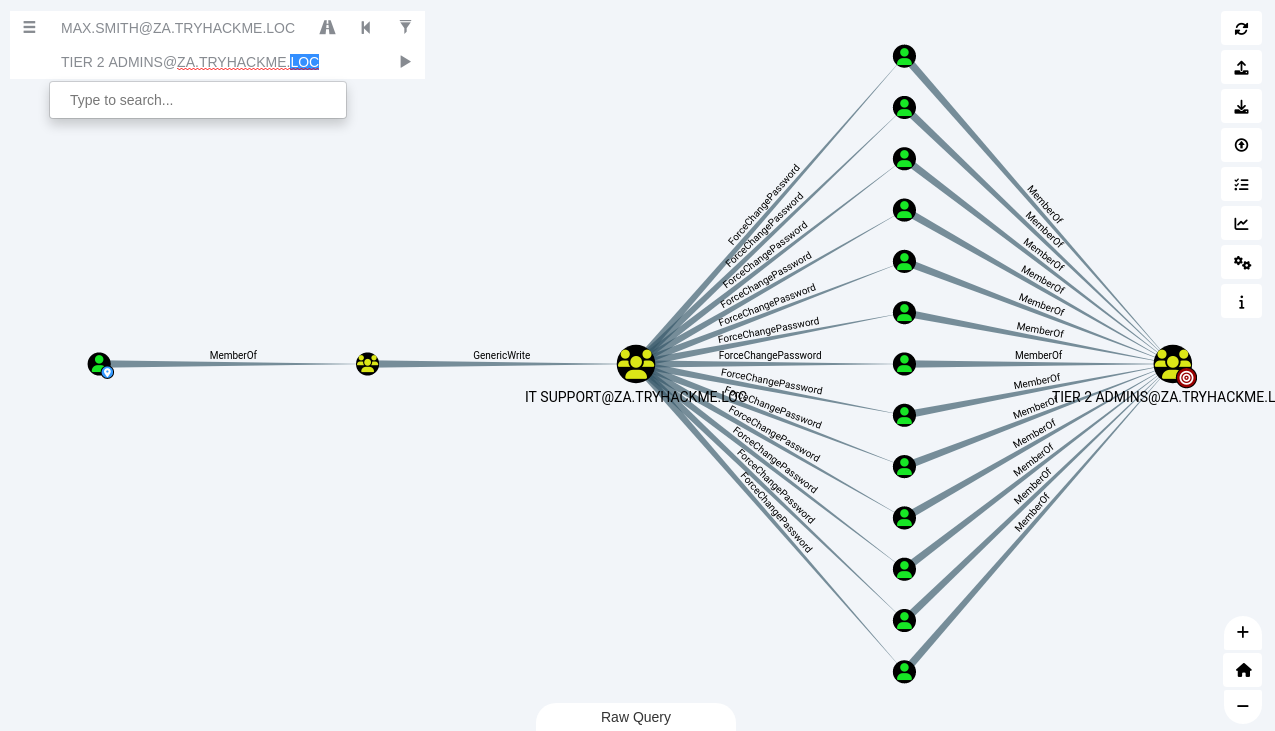 MAX.SMITH@ZA.TRYHACKME.LOC
TIER 2 ADMINS@ZA.TRYHACKME.LOC
Type to search...
MemberOf
GenericWrite
IT SUPPORT@ZA.TRYHACKME.LOC
ForceChangePassword
ForceChangePassword
ForceChangePassword
ForceChangePassword
ForceChangePassword
ForceChangePassword
ForceChangePassword
ForceChangePassword
ForceChangePassword
ForceChangePassword
ForceChangePassword
ForceChangePassword
ForceChangePassword
MemberOf
MemberOf
MemberOf
MemberOf
MemberOf
MemberOf
MemberOf
MemberOf
MemberOf
MemberOf
MemberOf
MemberOf
MemberOf
TIER 2 ADMINS@ZA.TRYHACKME.L
Raw Query